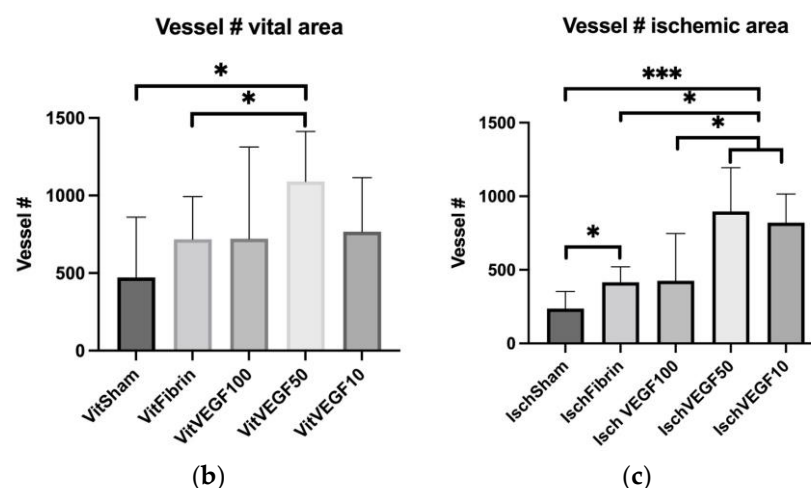 Vessel # vital area
*
*
1500
1000
500
0
Vessel #
VitSham
VitFibrin
VitVEGF100
VitVEGF50
VitVEGF10
(b)
Vessel # ischemic area
***
*
*
*
1500
1000
500
0
Vessel #
IschSham
IschFibrin
Isch VEGF100
IschVEGF50
IschVEGF10
(c)